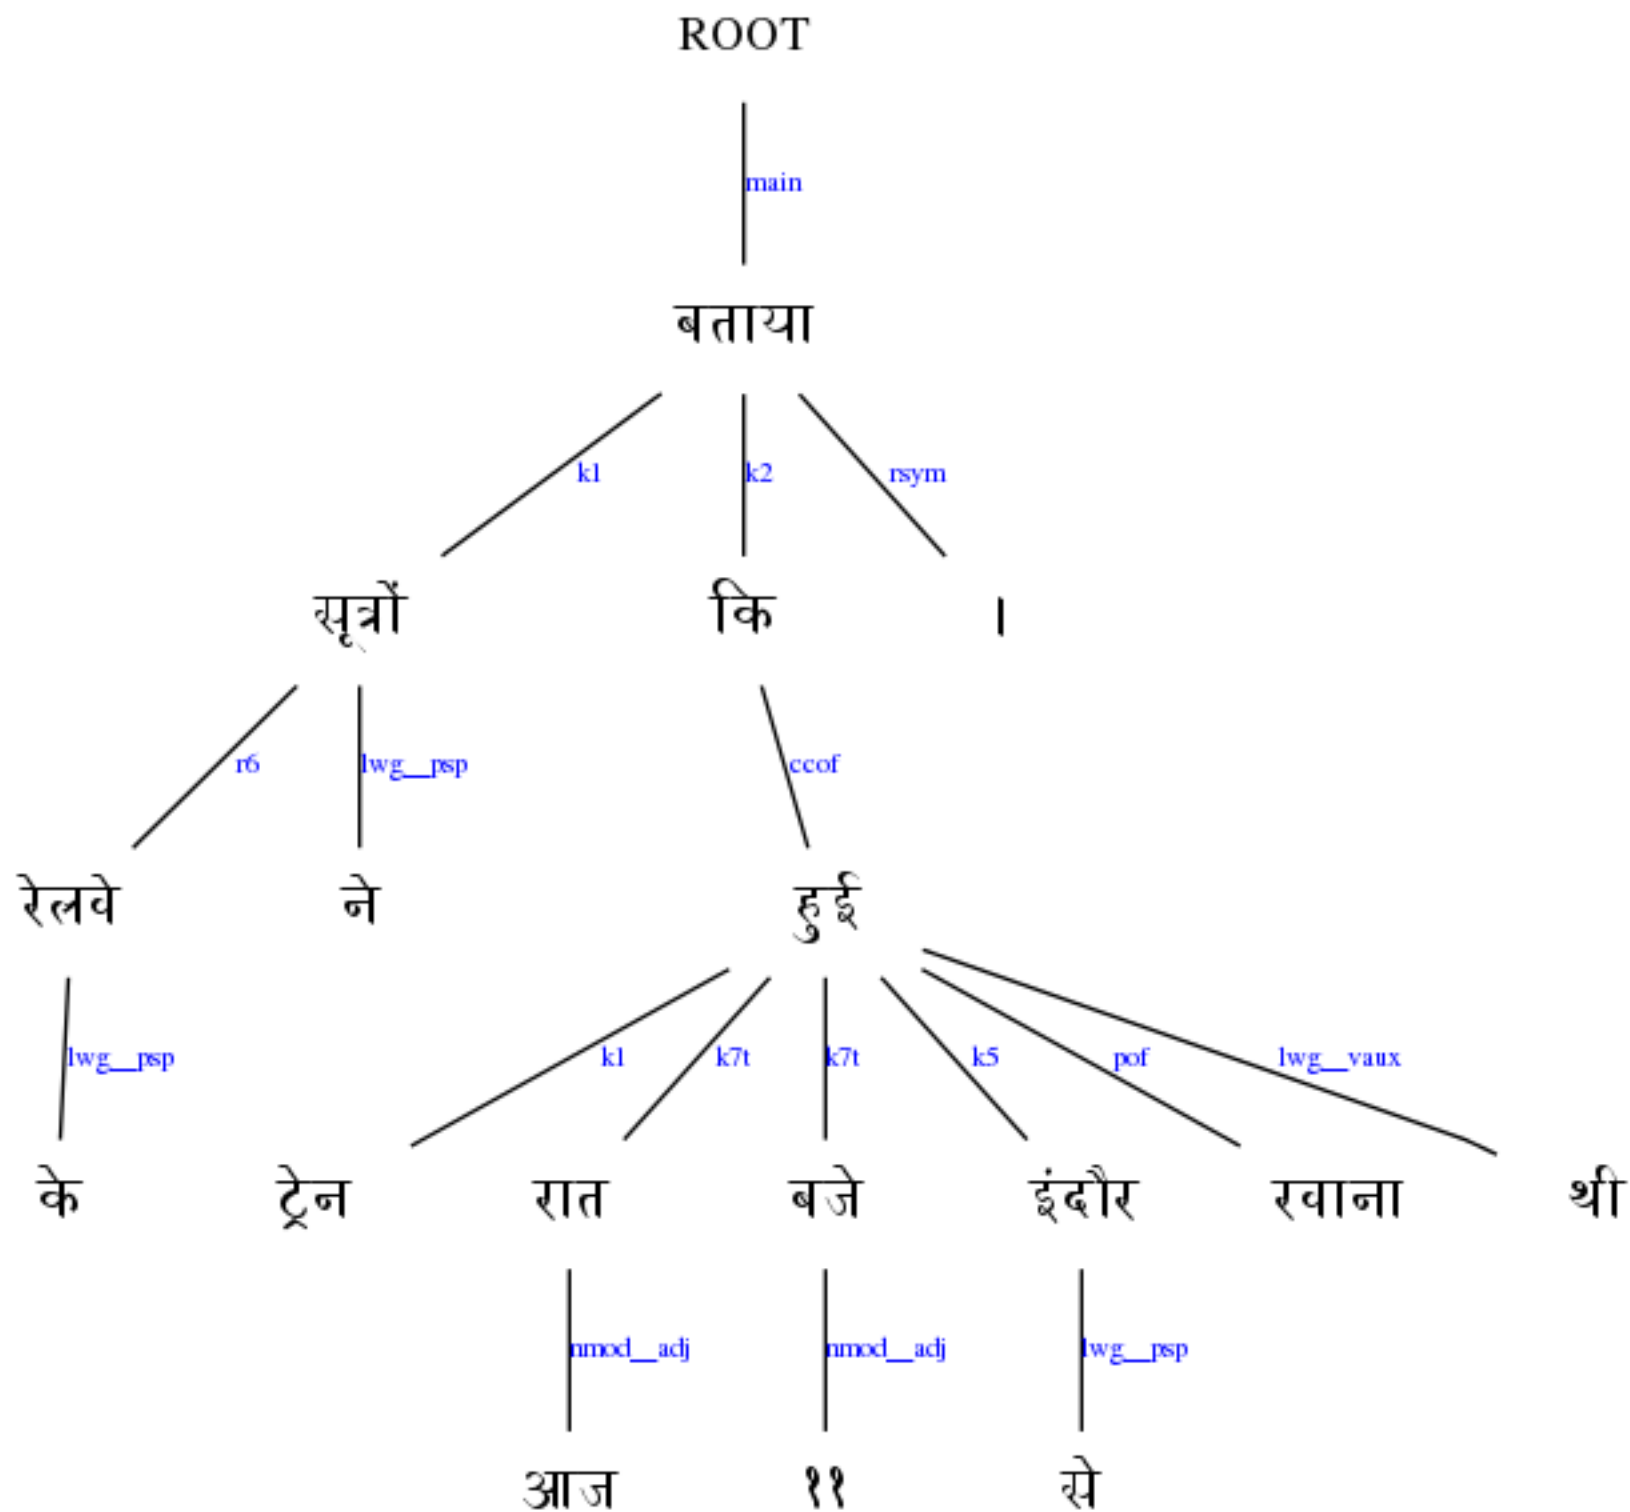 ROOT
main
बताया
k1 k2 rsym
सूत्रों कि ।
r6 lwg__psp ccof
रेलवे ने हुई
lwg__psp k1 k7t k7t k5 pof lwg__vaux
के ट्रेन रात बजे इंदौर रवाना थी
nmod__adj nmod__adj lwg__psp
आज ११ से